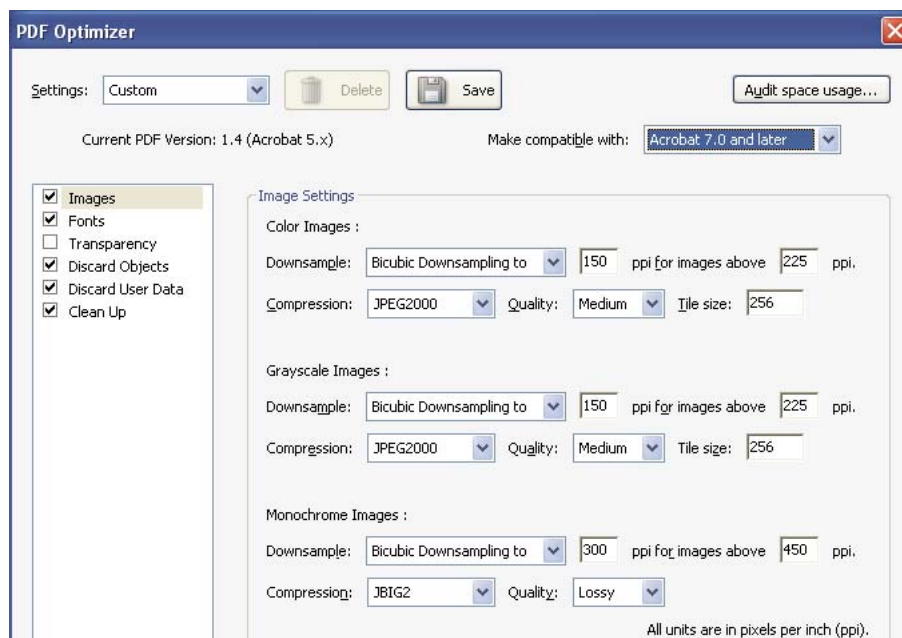 PDF Optimizer
Settings: Custom Delete Save Audit space usage...
Current PDF Version: 1.4 (Acrobat 5.x) Make compatible with: Acrobat 7.0 and later
Images
Fonts
Transparency
Discard Objects
Discard User Data
Clean Up
Image Settings
Color Images :
Downsample: Bicubic Downsampling to 150 ppi for images above 225 ppi.
Compression: JPEG2000 Quality: Medium Tile size: 256
Grayscale Images :
Downsample: Bicubic Downsampling to 150 ppi for images above 225 ppi.
Compression: JPEG2000 Quality: Medium Tile size: 256
Monochrome Images :
Downsample: Bicubic Downsampling to 300 ppi for images above 450 ppi.
Compression: JBIG2 Quality: Lossy
All units are in pixels per inch (ppi).